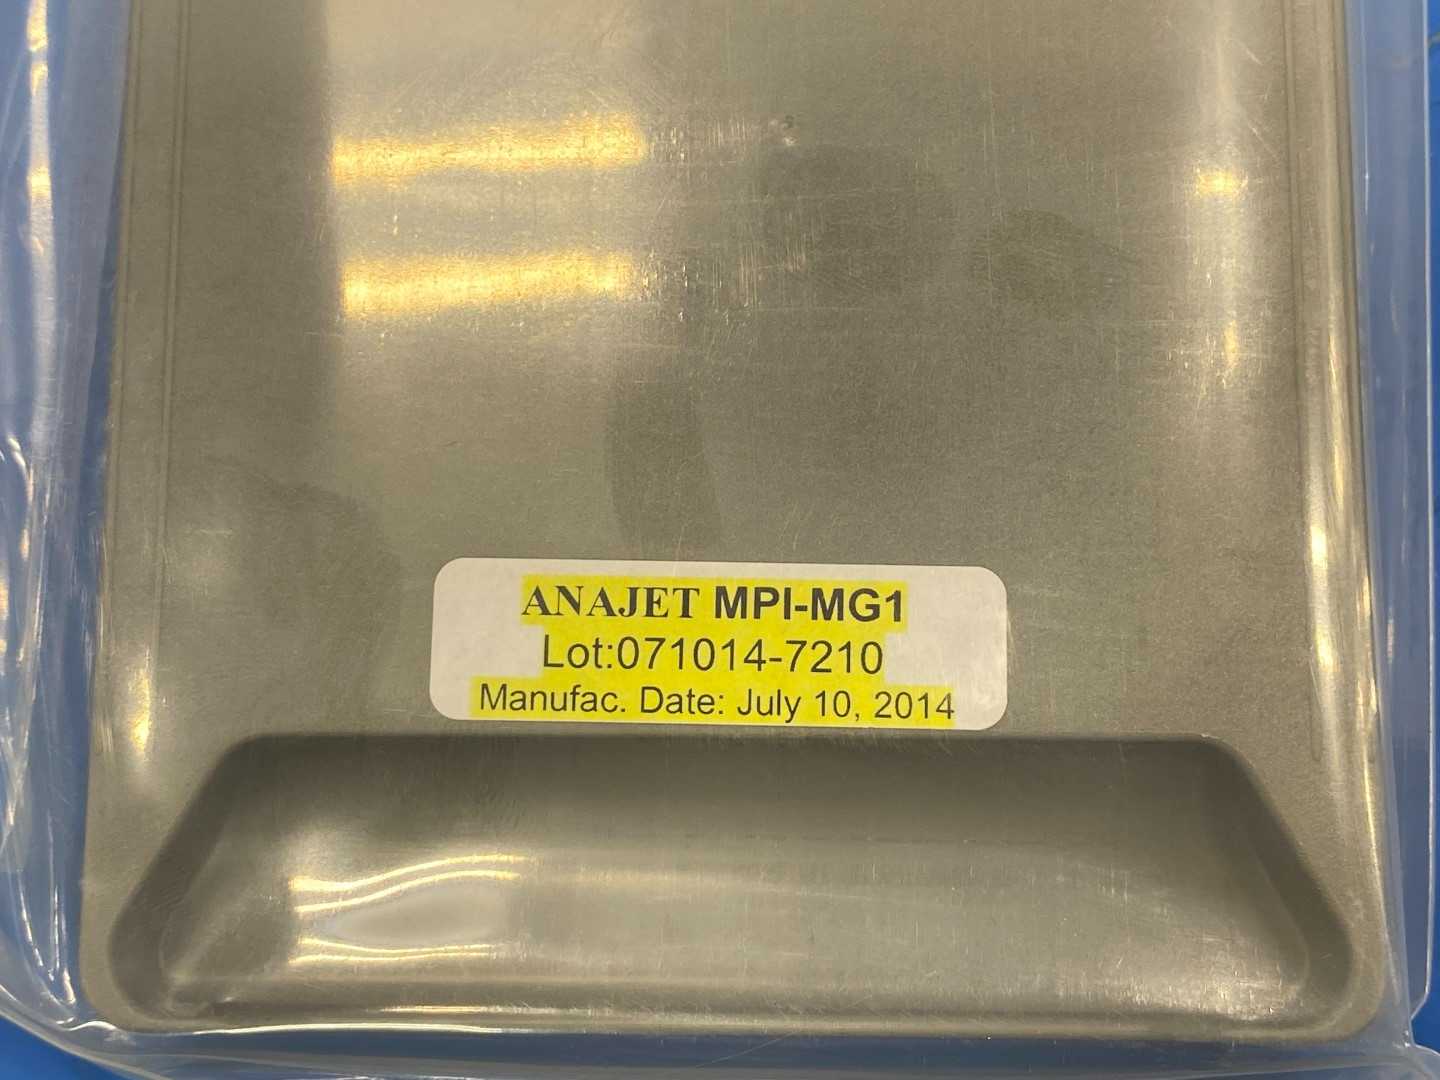 ANAJET MPI-MG1
Lot:071014-7210
Manufac. Date: July 10, 2014